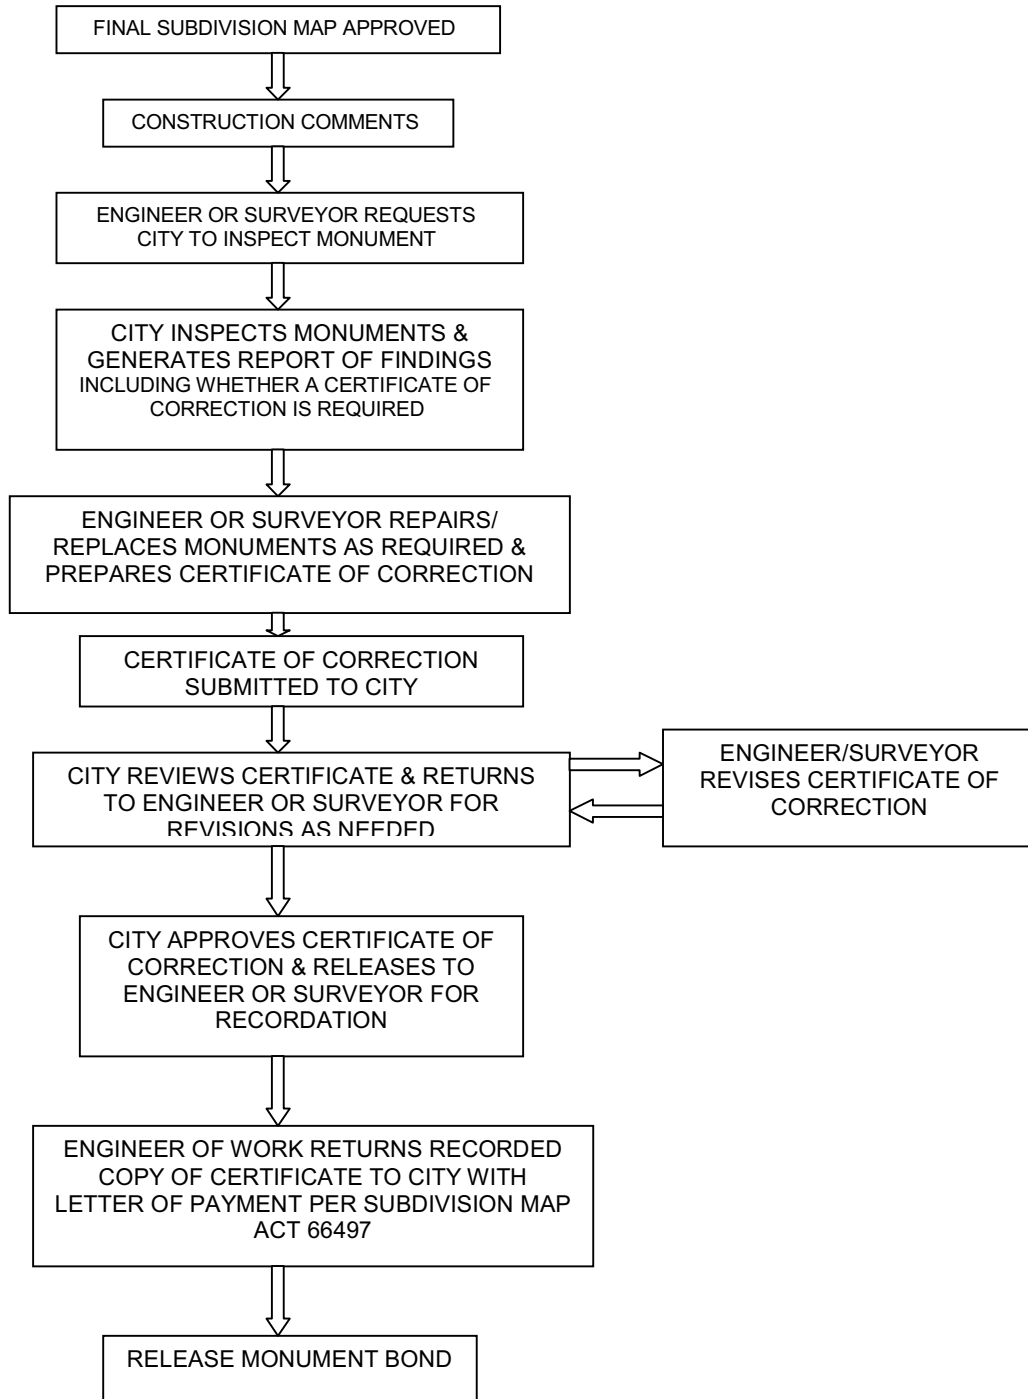 FINAL SUBDIVISION MAP APPROVED
CONSTRUCTION COMMENTS
ENGINEER OR SURVEYOR REQUESTS
CITY TO INSPECT MONUMENT
CITY INSPECTS MONUMENTS &
GENERATES REPORT OF FINDINGS
INCLUDING WHETHER A CERTIFICATE OF
CORRECTION IS REQUIRED
ENGINEER OR SURVEYOR REPAIRS/
REPLACES MONUMENTS AS REQUIRED &
PREPARES CERTIFICATE OF CORRECTION
CERTIFICATE OF CORRECTION
SUBMITTED TO CITY
CITY REVIEWS CERTIFICATE & RETURNS
TO ENGINEER OR SURVEYOR FOR
REVISIONS AS NEEDED
ENGINEER/SURVEYOR
REVISES CERTIFICATE OF
CORRECTION
CITY APPROVES CERTIFICATE OF
CORRECTION & RELEASES TO
ENGINEER OR SURVEYOR FOR
RECORDATION
ENGINEER OF WORK RETURNS RECORDED
COPY OF CERTIFICATE TO CITY WITH
LETTER OF PAYMENT PER SUBDIVISION MAP
ACT 66497
RELEASE MONUMENT BOND